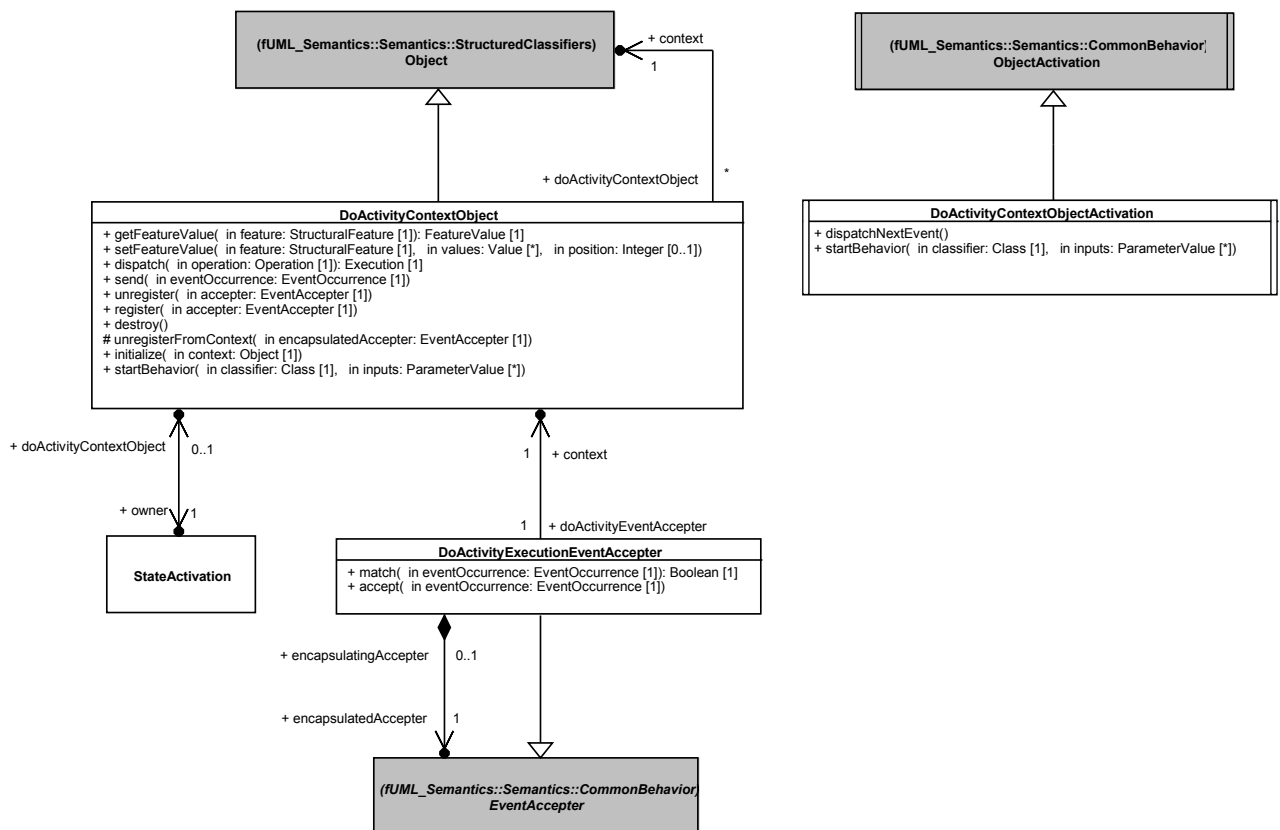 (fUML_Semantics::Semantics::StructuredClassifiers)
Object
+ context
1
(fUML_Semantics::Semantics::CommonBehavior)
ObjectActivation
+ doActivityContextObject
*
DoActivityContextObject
+ getFeatureValue( in feature: StructuralFeature [1]): FeatureValue [1]
+ setFeatureValue( in feature: StructuralFeature [1], in values: Value [*], in position: Integer [0..1])
+ dispatch( in operation: Operation [1]): Execution [1]
+ send( in eventOccurrence: EventOccurrence [1])
+ unregister( in accepter: EventAccepter [1])
+ register( in accepter: EventAccepter [1])
+ destroy()
# unregisterFromContext( in encapsulatedAccepter: EventAccepter [1])
+ initialize( in context: Object [1])
+ startBehavior( in classifier: Class [1], in inputs: ParameterValue [*])
DoActivityContextObjectActivation
+ dispatchNextEvent()
+ startBehavior( in classifier: Class [1], in inputs: ParameterValue [*])
+ doActivityContextObject
0..1
1
+ context
+ owner
1
1
+ doActivityEventAccepter
StateActivation
DoActivityExecutionEventAccepter
+ match( in eventOccurrence: EventOccurrence [1]): Boolean [1]
+ accept( in eventOccurrence: EventOccurrence [1])
+ encapsulatingAccepter
0..1
+ encapsulatedAccepter
1
(fUML_Semantics::Semantics::CommonBehavior)
EventAccepter